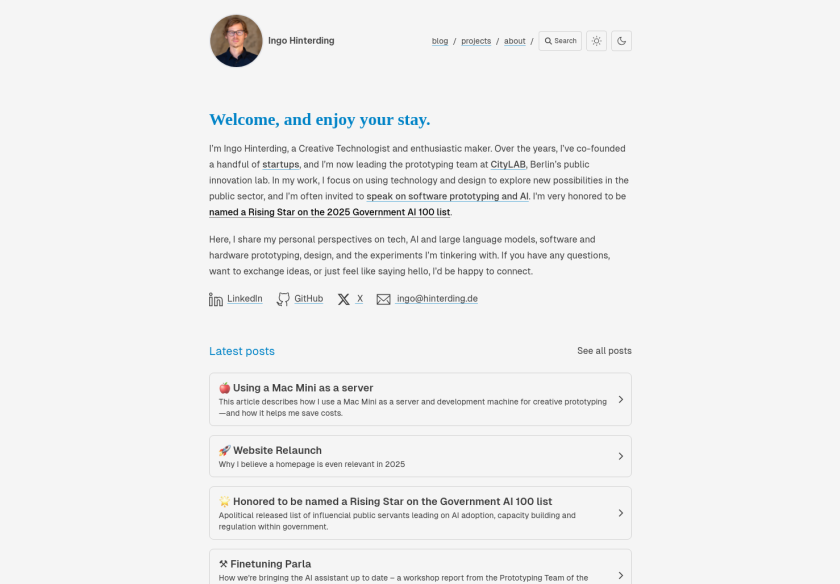 Ingo Hinterding
blog / projects / about / Search
Welcome, and enjoy your stay.
I'm Ingo Hinterding, a Creative Technologist and enthusiastic maker. Over the years, I've co-founded
a handful of startups, and I'm now leading the prototyping team at CityLAB, Berlin's public
innovation lab. In my work, I focus on using technology and design to explore new possibilities in the
public sector, and I'm often invited to speak on software prototyping and AI. I'm very honored to be
named a Rising Star on the 2025 Government AI 100 list.
Here, I share my personal perspectives on tech, AI and large language models, software and
hardware prototyping, design, and the experiments I'm tinkering with. If you have any questions,
want to exchange ideas, or just feel like saying hello, I'd be happy to connect.
LinkedIn GitHub X ingo@hinterding.de
Latest posts See all posts
🍎 Using a Mac Mini as a server
This article describes how I use a Mac Mini as a server and development machine for creative prototyping
—and how it helps me save costs.
🚀 Website Relaunch
Why I believe a homepage is even relevant in 2025
Honored to be named a Rising Star on the Government AI 100 list
Apolitical released list of influencial public servants leading on AI adoption, capacity building and
regulation within government.
⚒ Finetuning Parla
How we're bringing the AI assistant up to date – a workshop report from the Prototyping Team of the